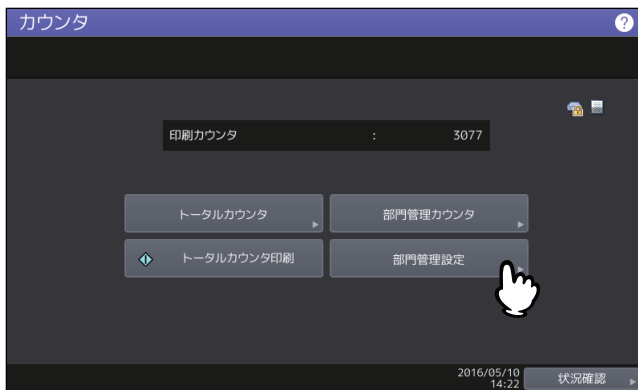 カウンタ
?
印刷カウンタ : 3077
トータルカウンタ
部門管理カウンタ
トータルカウンタ印刷
部門管理設定
2016/05/10
14:22
状況確認